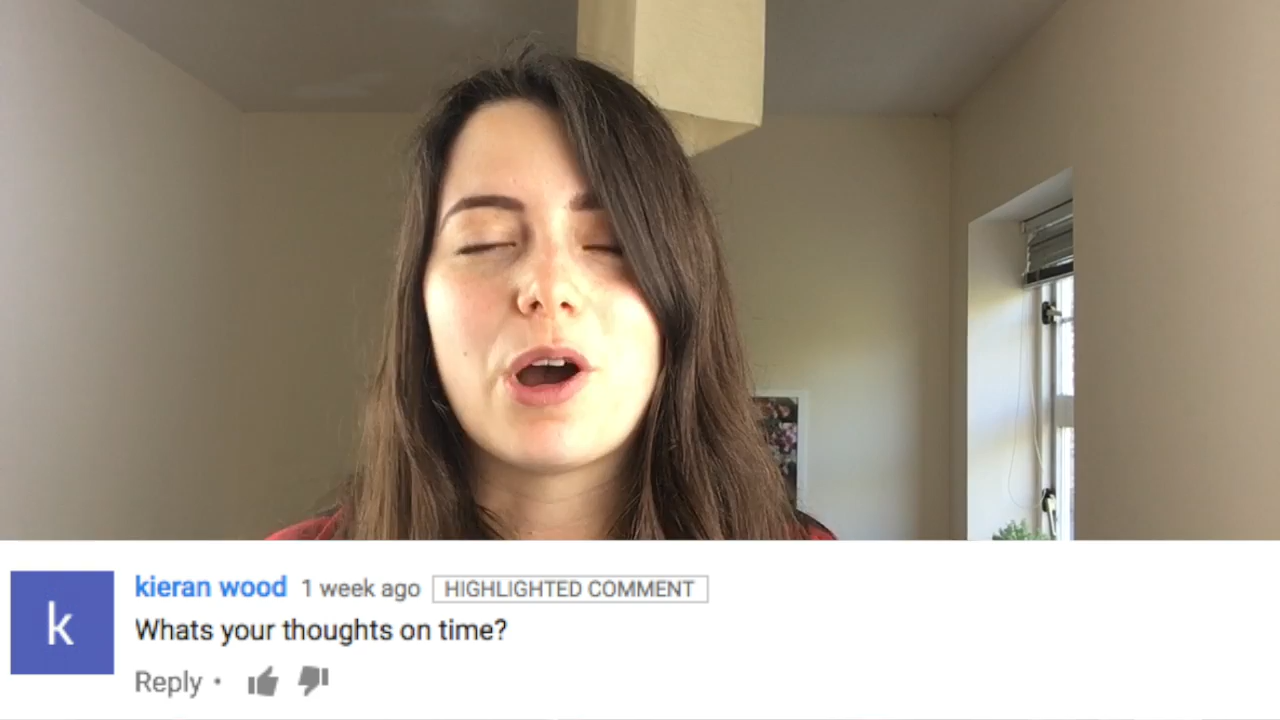 k
kieran wood 1 week ago HIGHLIGHTED COMMENT
Whats your thoughts on time?
Reply •